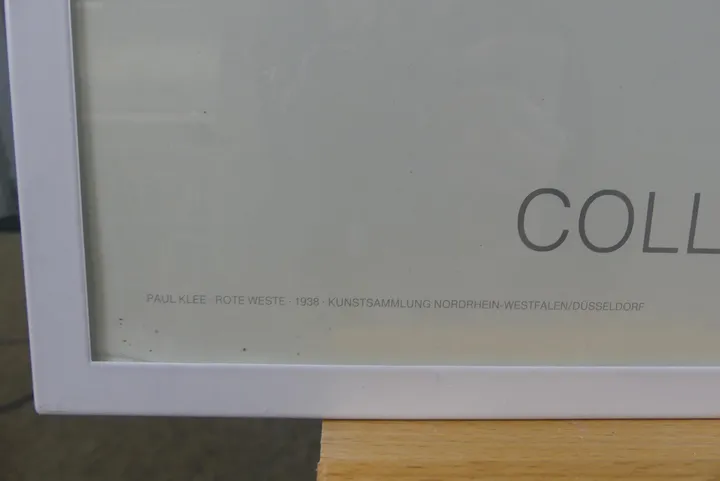 COLL
PAUL KLEE · ROTE WESTE · 1938 · KUNSTSAMMLUNG NORDRHEIN-WESTFALEN/DÜSSELDORF